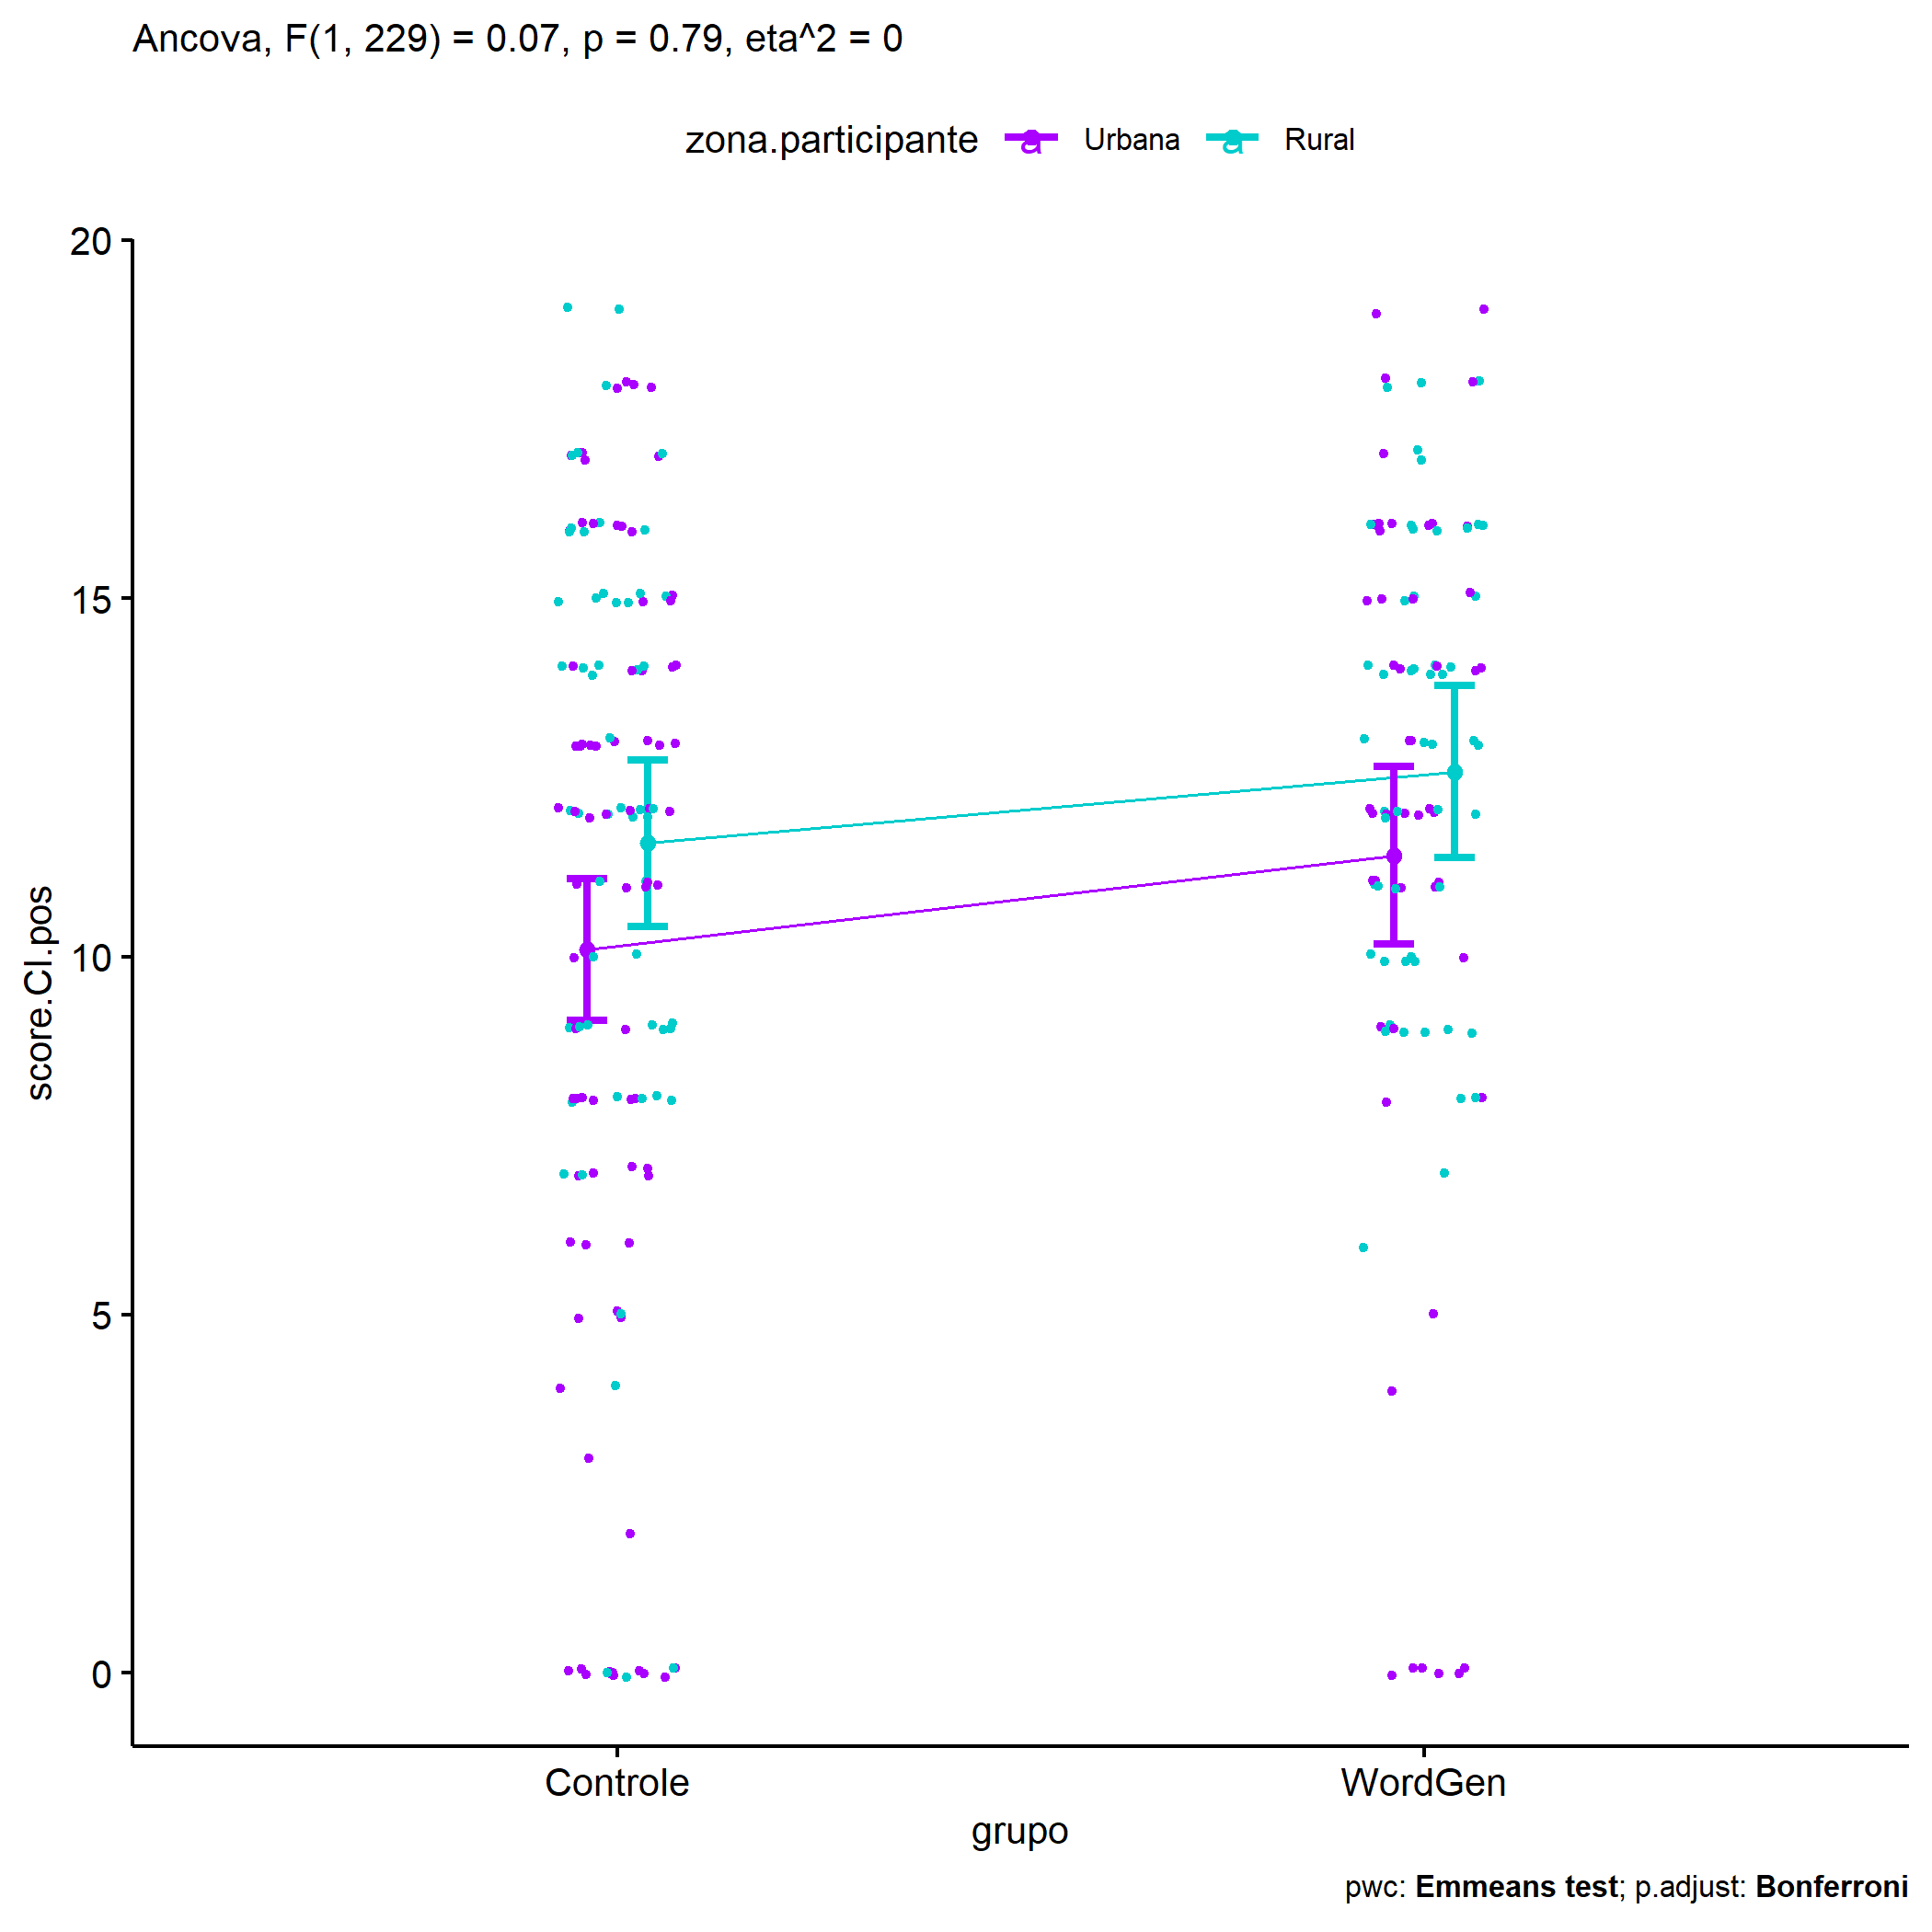 Ancova, F(1, 229) = 0.07, p = 0.79, eta^2 = 0
zona.participante a Urbana a Rural
20
15
10
5
0
score.CI.pos
Controle WordGen
grupo
pwc: Emmeans test; p.adjust: Bonferroni